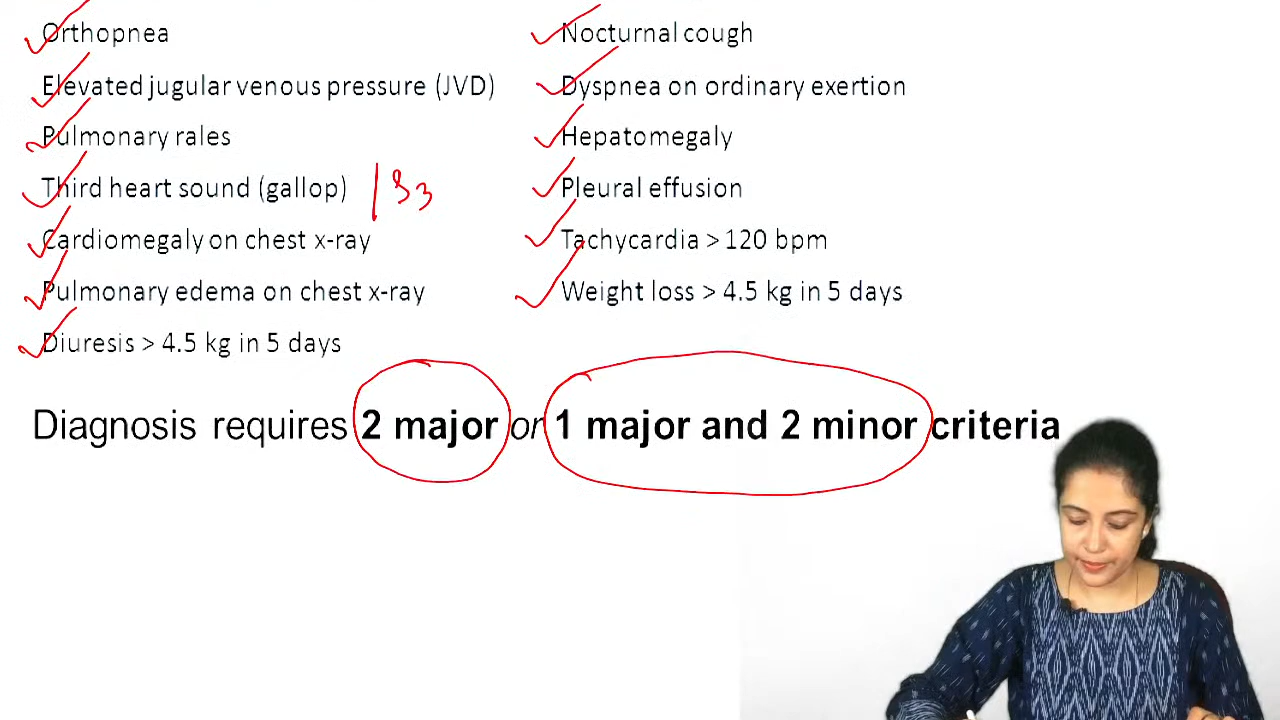 Orthopnea
Elevated jugular venous pressure (JVD)
Pulmonary rales
Third heart sound (gallop) | S3
Cardiomegaly on chest x-ray
Pulmonary edema on chest x-ray
Diuresis > 4.5 kg in 5 days
Nocturnal cough
Dyspnea on ordinary exertion
Hepatomegaly
Pleural effusion
Tachycardia > 120 bpm
Weight loss > 4.5 kg in 5 days
Diagnosis requires 2 major or 1 major and 2 minor criteria